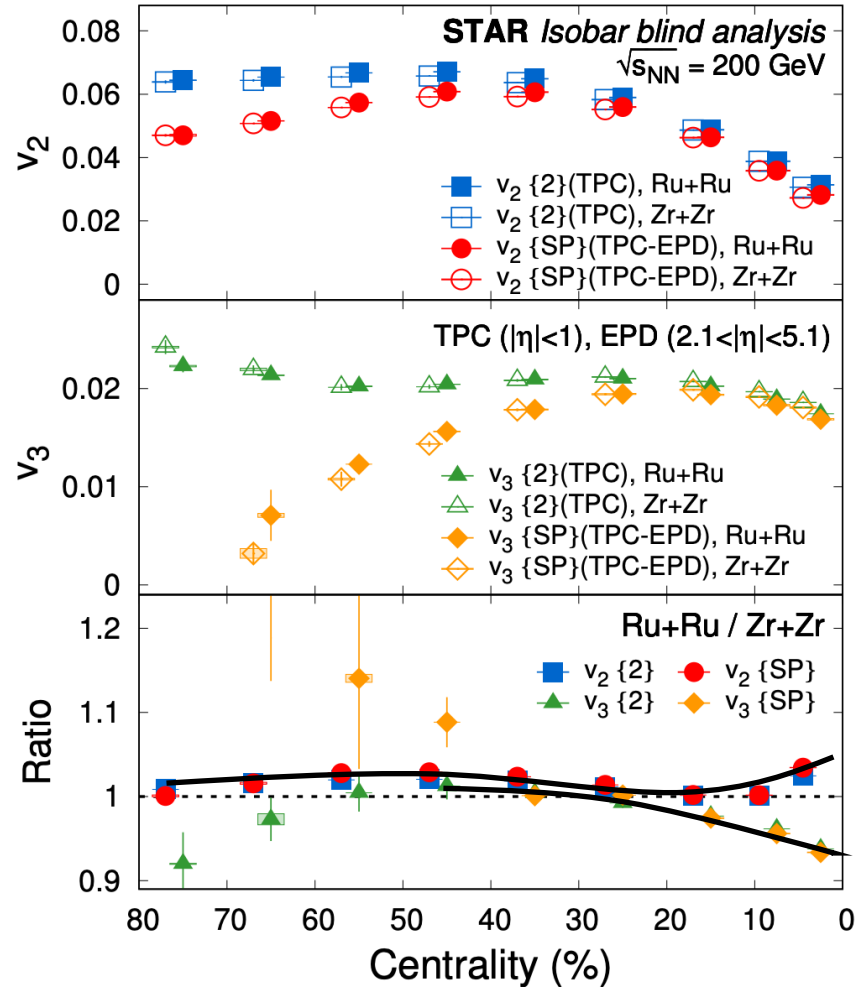 STAR Isobar blind analysis
√sNN = 200 GeV
0.08
0.06
0.04
0.02
0
v2
v2 {2}(TPC), Ru+Ru
v2 {2}(TPC), Zr+Zr
v2 {SP}(TPC-EPD), Ru+Ru
v2 {SP}(TPC-EPD), Zr+Zr
TPC (|η|<1), EPD (2.1<|η|<5.1)
0.02
0.01
0
v3
v3 {2}(TPC), Ru+Ru
v3 {2}(TPC), Zr+Zr
v3 {SP}(TPC-EPD), Ru+Ru
v3 {SP}(TPC-EPD), Zr+Zr
Ru+Ru / Zr+Zr
1.2
1.1
1
0.9
Ratio
v2 {2} v2 {SP}
v3 {2} v3 {SP}
80 70 60 50 40 30 20 10 0
Centrality (%)